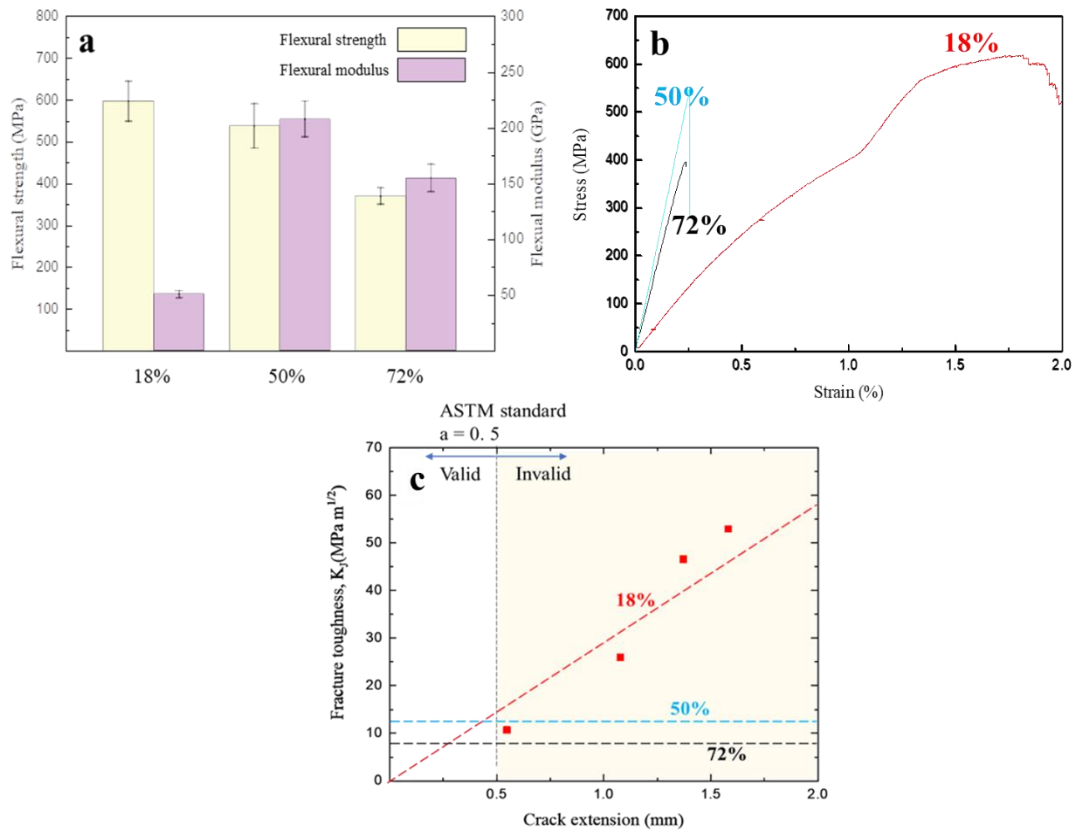 a
Flexural strength
Flexural modulus
Flexural strength (MPa)
800
700
600
500
400
300
200
100
300
250
200
150
100
50
Flexual modulus (GPa)
18% 50% 72%
b
18%
50%
72%
Stress (MPa)
700
600
500
400
300
200
100
0
0.0 0.5 1.0 1.5 2.0
Strain (%)
ASTM standard
a = 0. 5
c
Valid Invalid
18%
50%
72%
Fracture toughness, KJ(MPa m1/2)
70
60
50
40
30
20
10
0
0.5 1.0 1.5 2.0
Crack extension (mm)